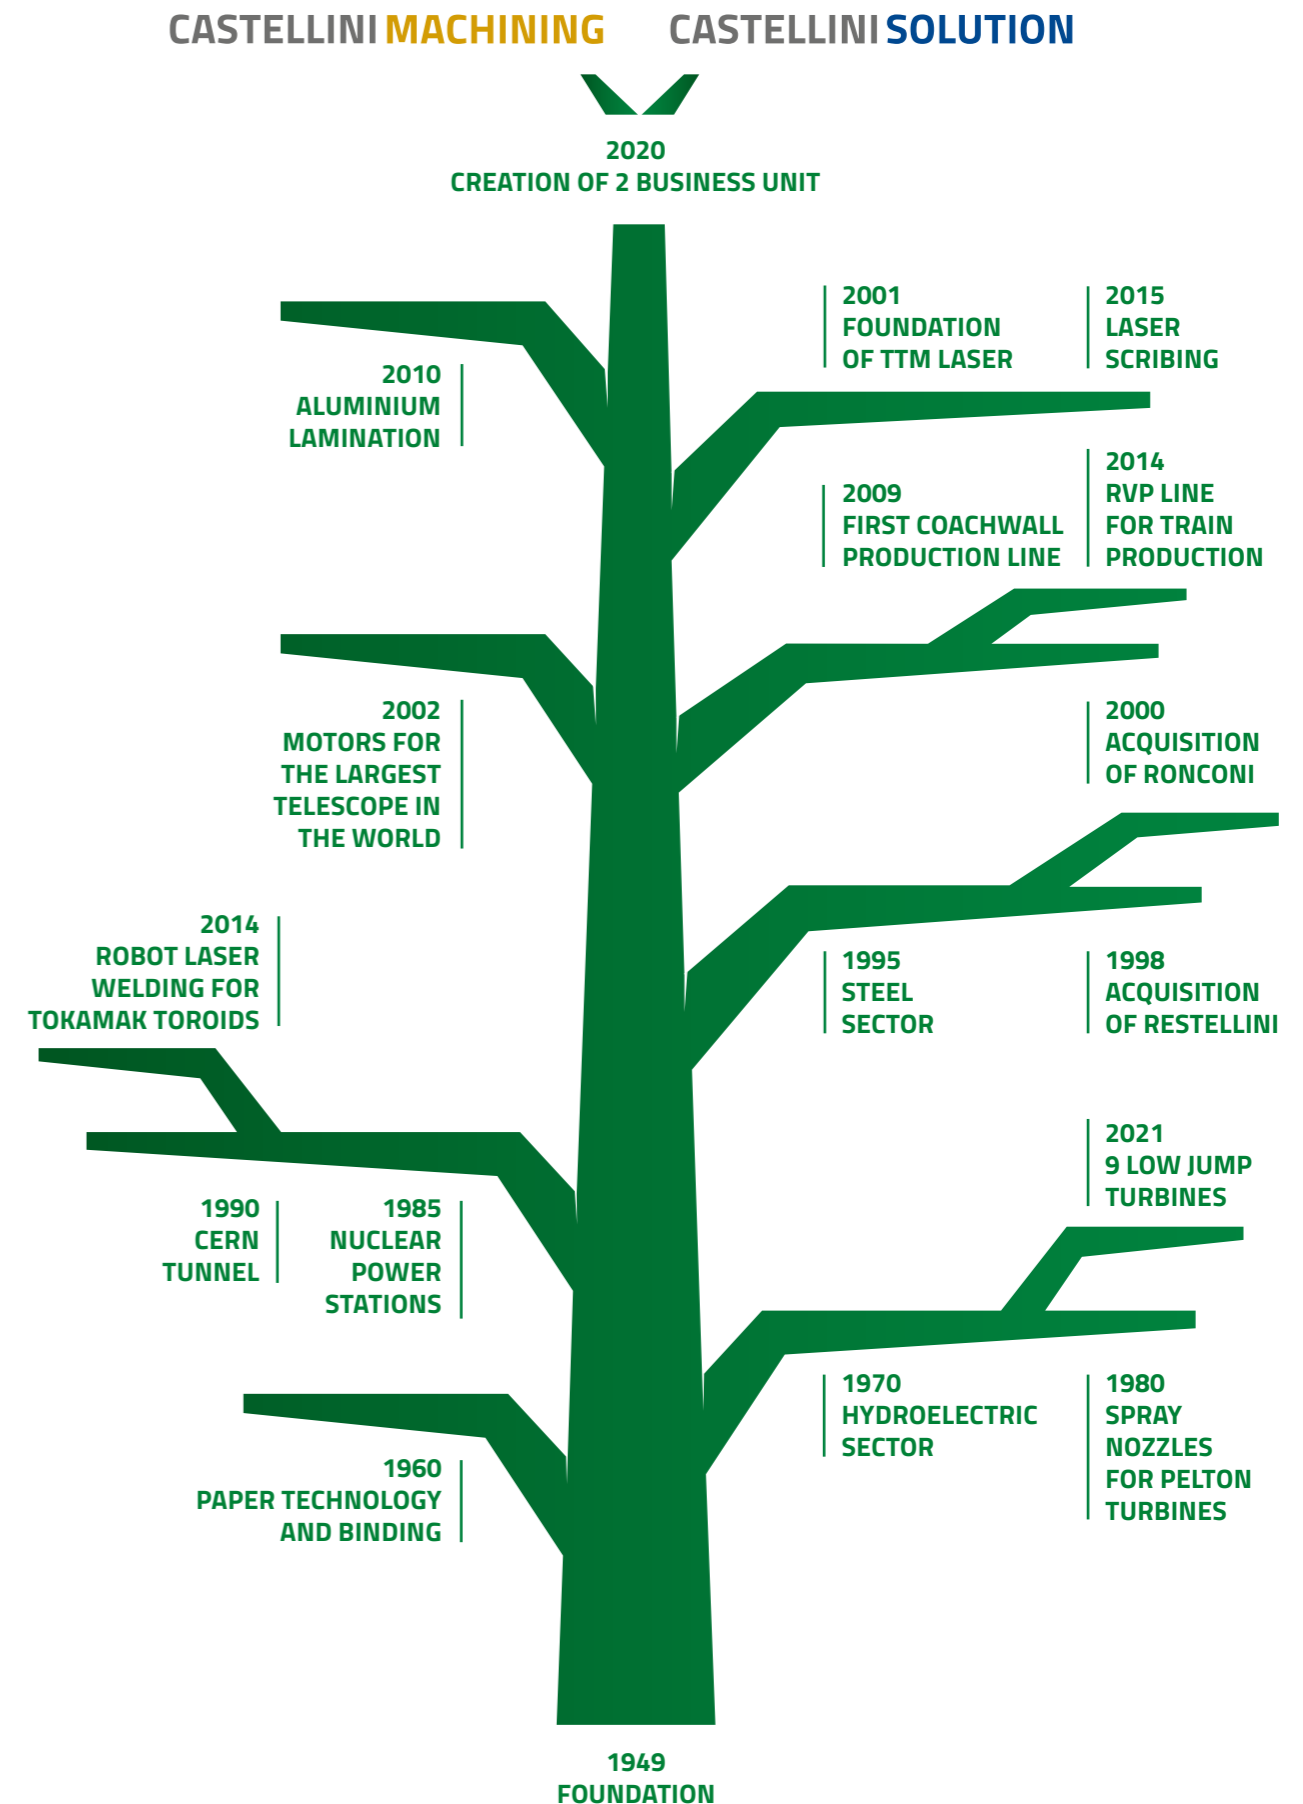 CASTELLINI MACHINING
CASTELLINI SOLUTION
2020
CREATION OF 2 BUSINESS UNIT
2001
FOUNDATION
OF TTM LASER
2015
LASER
SCRIBING
2010
ALUMINIUM
LAMINATION
2009
FIRST COACHWALL
PRODUCTION LINE
2014
RVP LINE
FOR TRAIN
PRODUCTION
2002
MOTORS FOR
THE LARGEST
TELESCOPE IN
THE WORLD
2000
ACQUISITION
OF RONCONI
2014
ROBOT LASER
WELDING FOR
TOKAMAK TOROIDS
1995
STEEL
SECTOR
1998
ACQUISITION
OF RESTELLINI
1990
CERN
TUNNEL
1985
NUCLEAR
POWER
STATIONS
2021
9 LOW JUMP
TURBINES
1970
HYDROELECTRIC
SECTOR
1980
SPRAY
NOZZLES
FOR PELTON
TURBINES
1960
PAPER TECHNOLOGY
AND BINDING
1949
FOUNDATION